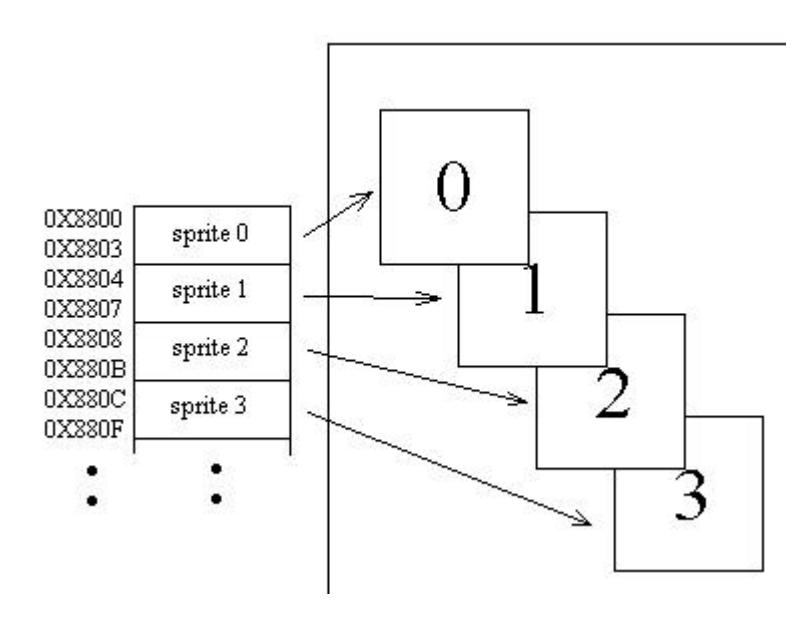 0X8800
sprite 0
0X8803
0X8804
sprite 1
0X8807
0X8808
sprite 2
0X880B
0X880C
sprite 3
0X880F
0
1
2
3